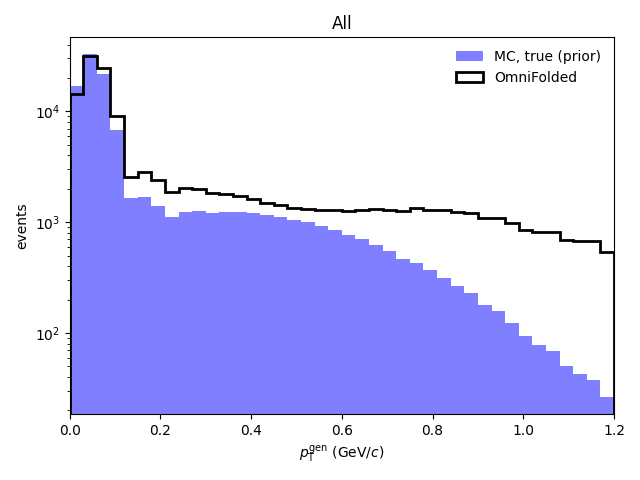 All
MC, true (prior)
OmniFolded
events
10⁴
10³
10²
0.0 0.2 0.4 0.6 0.8 1.0 1.2
p_T^gen (GeV/c)